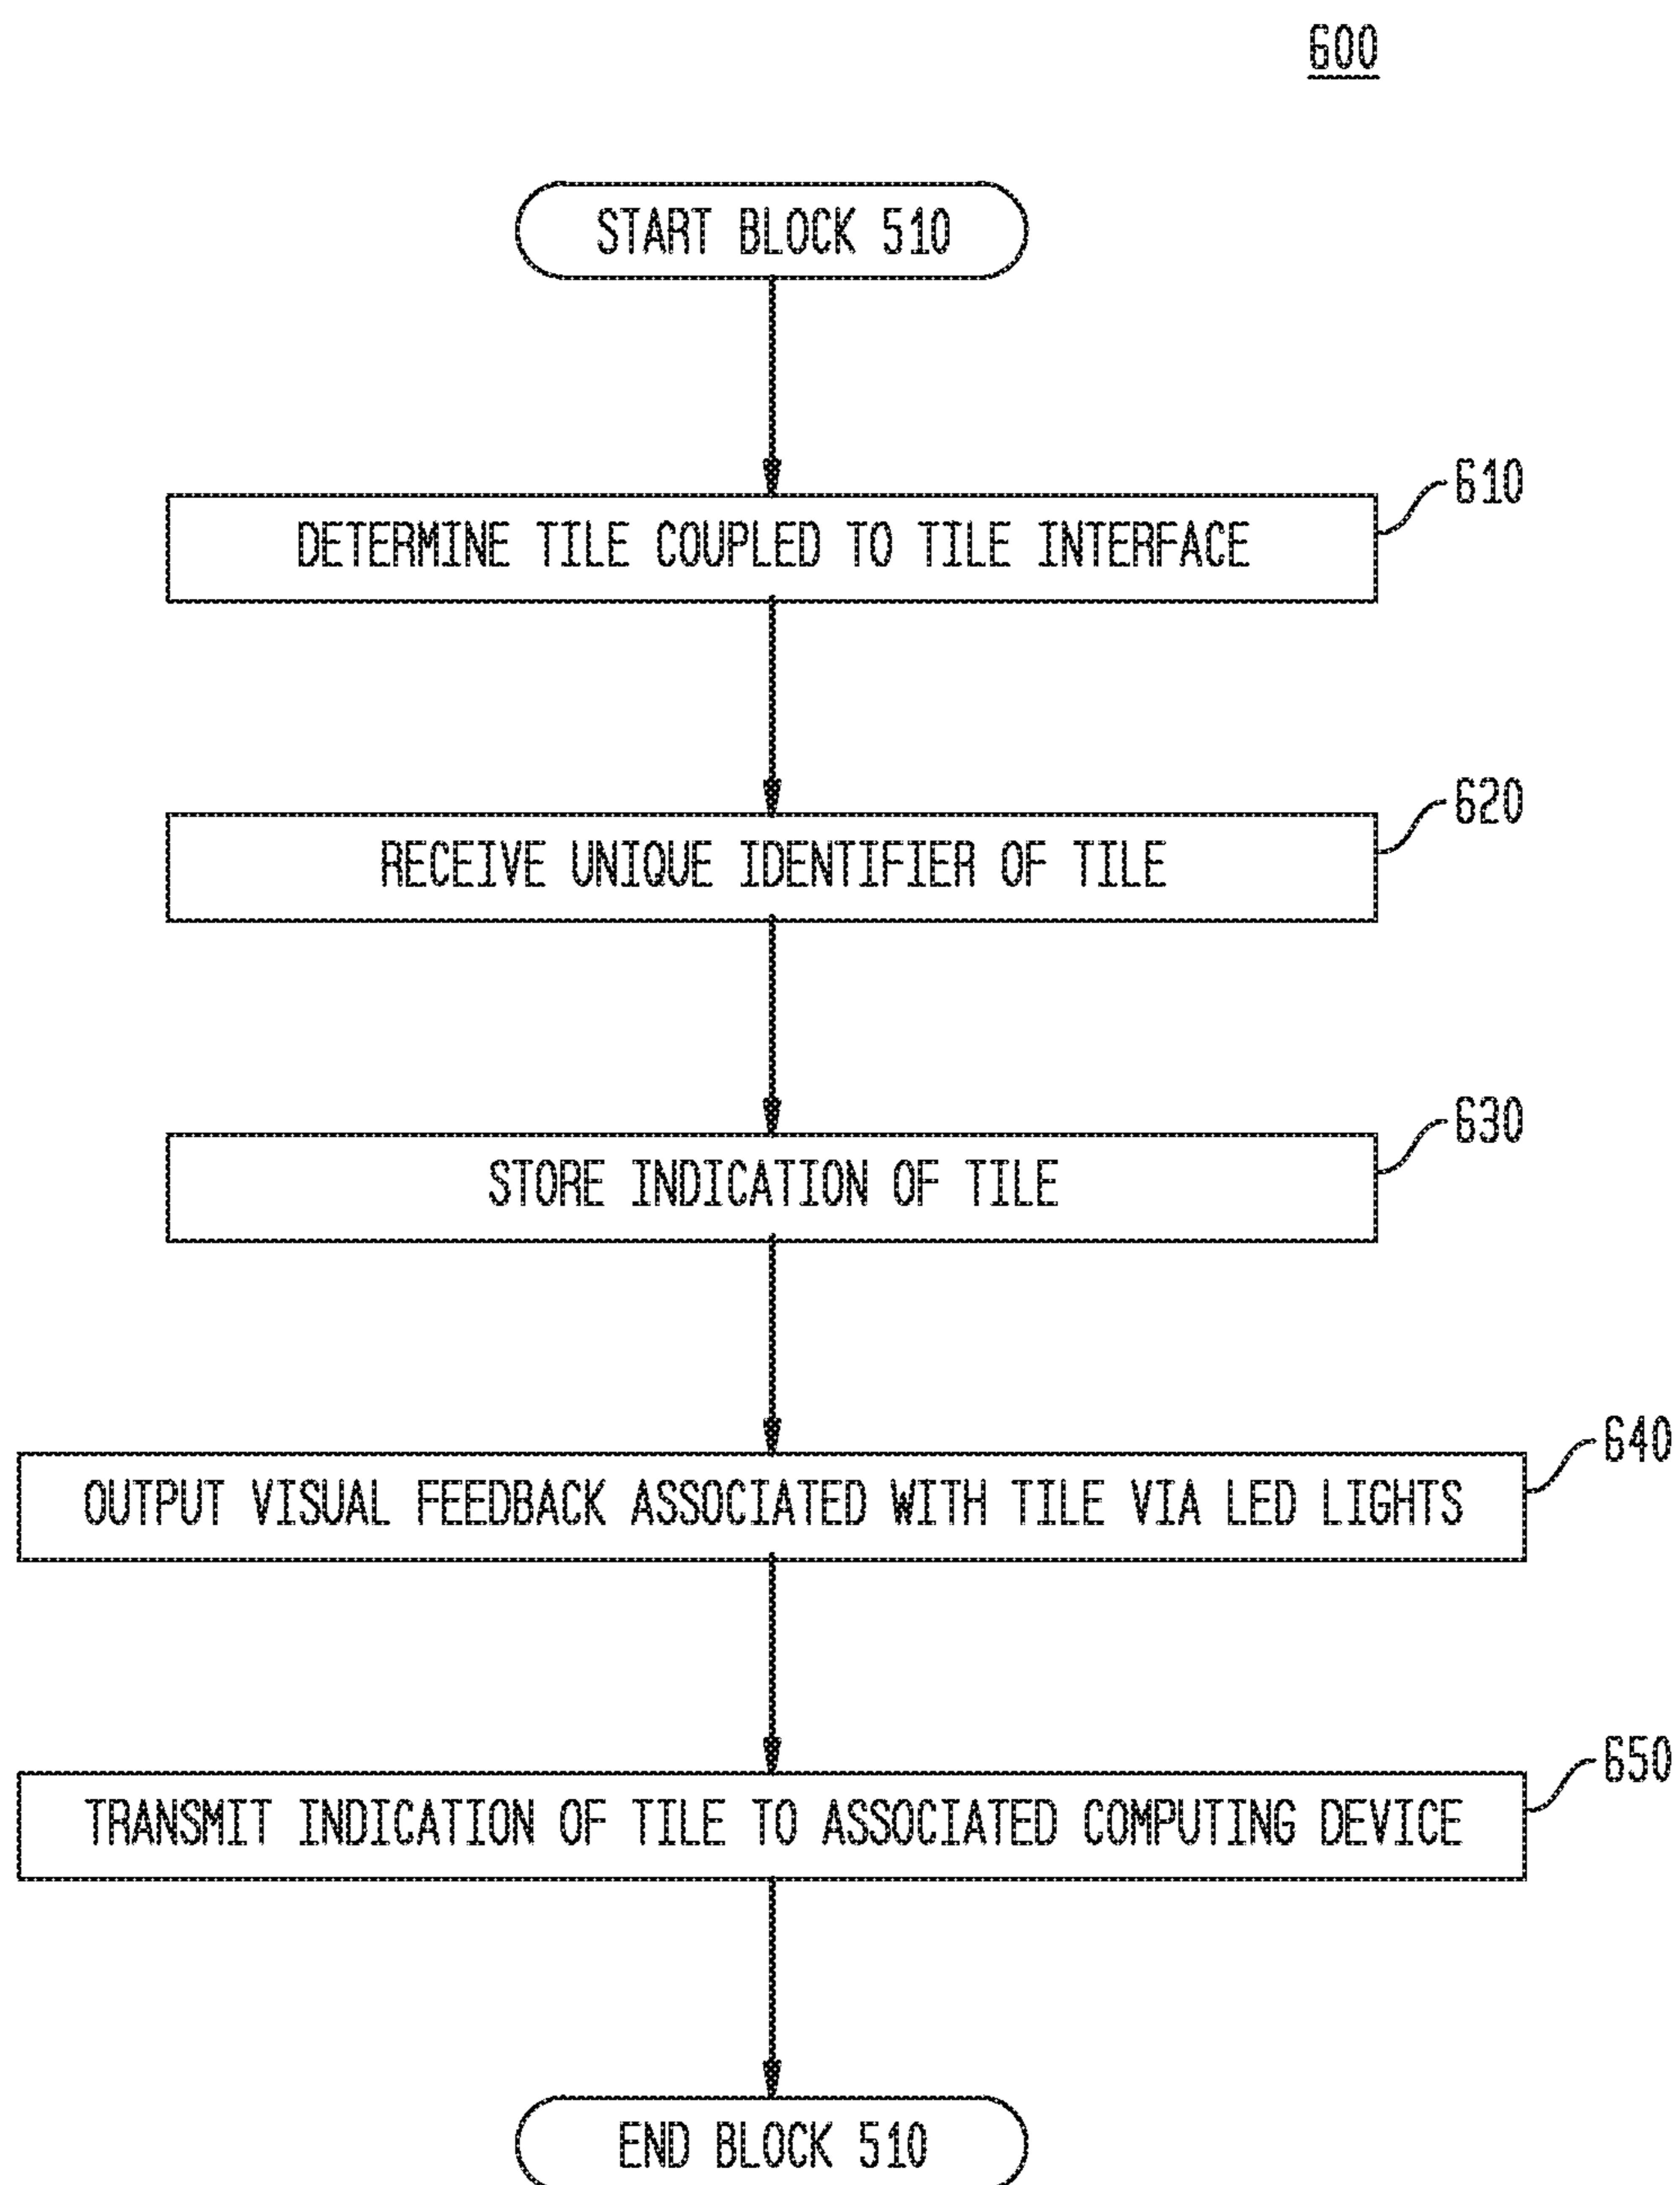 600
START BLOCK 510
610
DETERMINE TILE COUPLED TO TILE INTERFACE
620
RECEIVE UNIQUE IDENTIFIER OF TILE
630
STORE INDICATION OF TILE
640
OUTPUT VISUAL FEEDBACK ASSOCIATED WITH TILE VIA LED LIGHTS
650
TRANSMIT INDICATION OF TILE TO ASSOCIATED COMPUTING DEVICE
END BLOCK 510